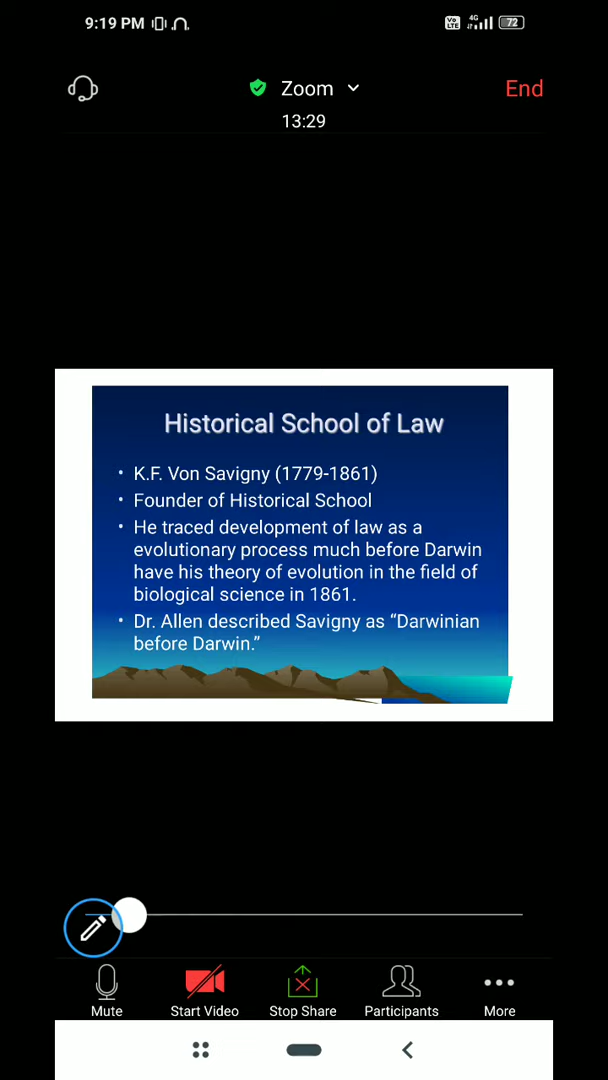 9:19 PM
Vo LTE 4G 72
Zoom
End
13:29
Historical School of Law
• K.F. Von Savigny (1779-1861)
• Founder of Historical School
• He traced development of law as a
evolutionary process much before Darwin
have his theory of evolution in the field of
biological science in 1861.
• Dr. Allen described Savigny as “Darwinian
before Darwin.”
Mute Start Video Stop Share Participants More